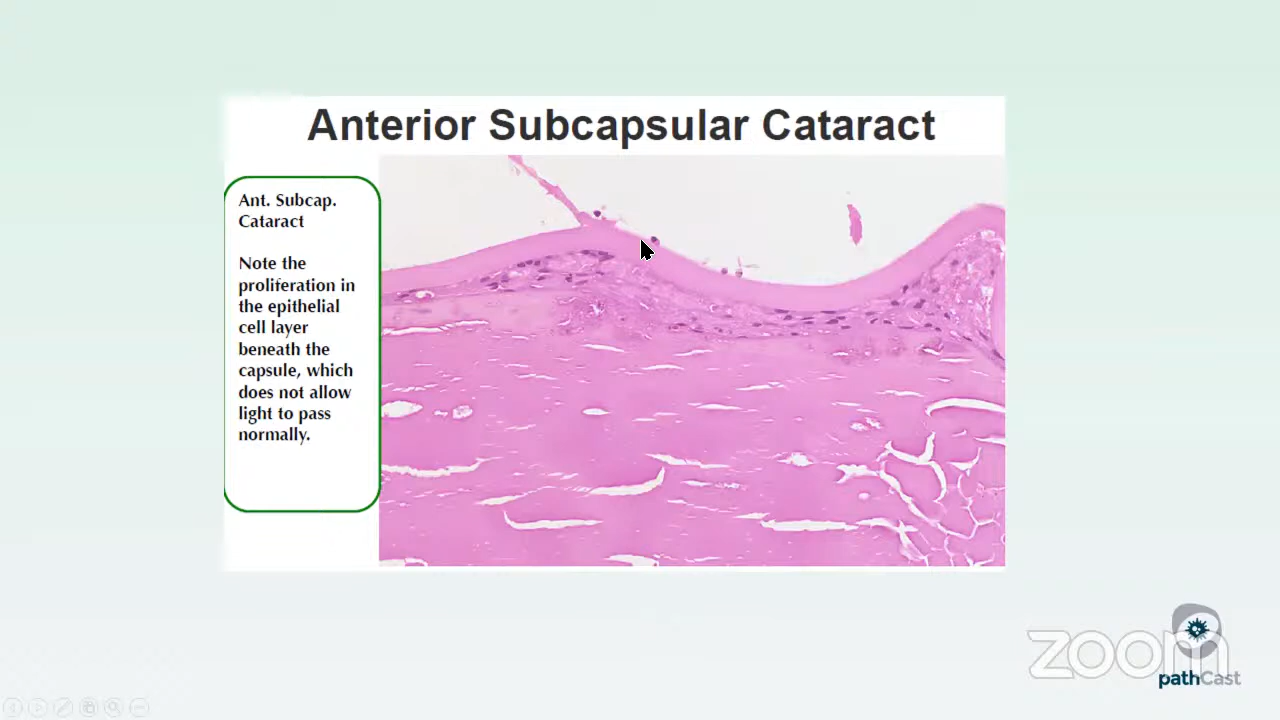 Anterior Subcapsular Cataract
Ant. Subcap.
Cataract
Note the
proliferation in
the epithelial
cell layer
beneath the
capsule, which
does not allow
light to pass
normally.
zoom
pathCast